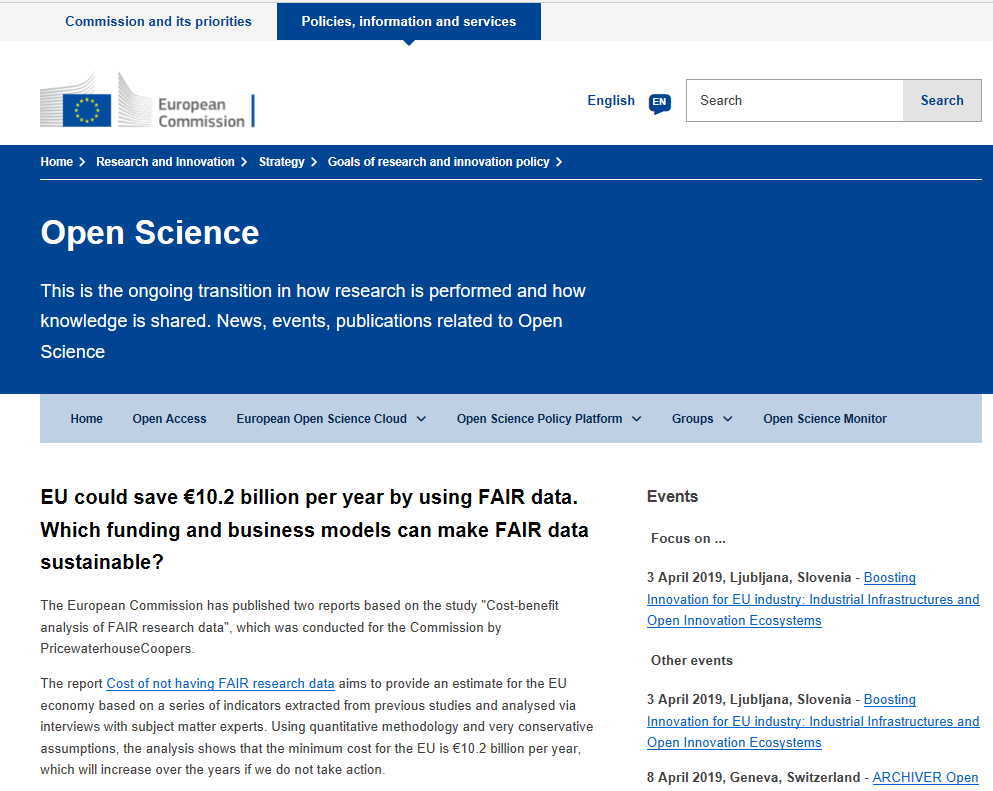 Commission and its priorities
Policies, information and services
European
Commission
English EN
Search
Search
Home > Research and Innovation > Strategy > Goals of research and innovation policy >
Open Science
This is the ongoing transition in how research is performed and how
knowledge is shared. News, events, publications related to Open
Science
Home Open Access European Open Science Cloud Open Science Policy Platform Groups Open Science Monitor
EU could save €10.2 billion per year by using FAIR data.
Which funding and business models can make FAIR data
sustainable?
The European Commission has published two reports based on the study "Cost-benefit
analysis of FAIR research data", which was conducted for the Commission by
PricewaterhouseCoopers.
The report Cost of not having FAIR research data aims to provide an estimate for the EU
economy based on a series of indicators extracted from previous studies and analysed via
interviews with subject matter experts. Using quantitative methodology and very conservative
assumptions, the analysis shows that the minimum cost for the EU is €10.2 billion per year,
which will increase over the years if we do not take action.
Events
Focus on ...
3 April 2019, Ljubljana, Slovenia - Boosting
Innovation for EU industry: Industrial Infrastructures and
Open Innovation Ecosystems
Other events
3 April 2019, Ljubljana, Slovenia - Boosting
Innovation for EU industry: Industrial Infrastructures and
Open Innovation Ecosystems
8 April 2019, Geneva, Switzerland - ARCHIVER Open